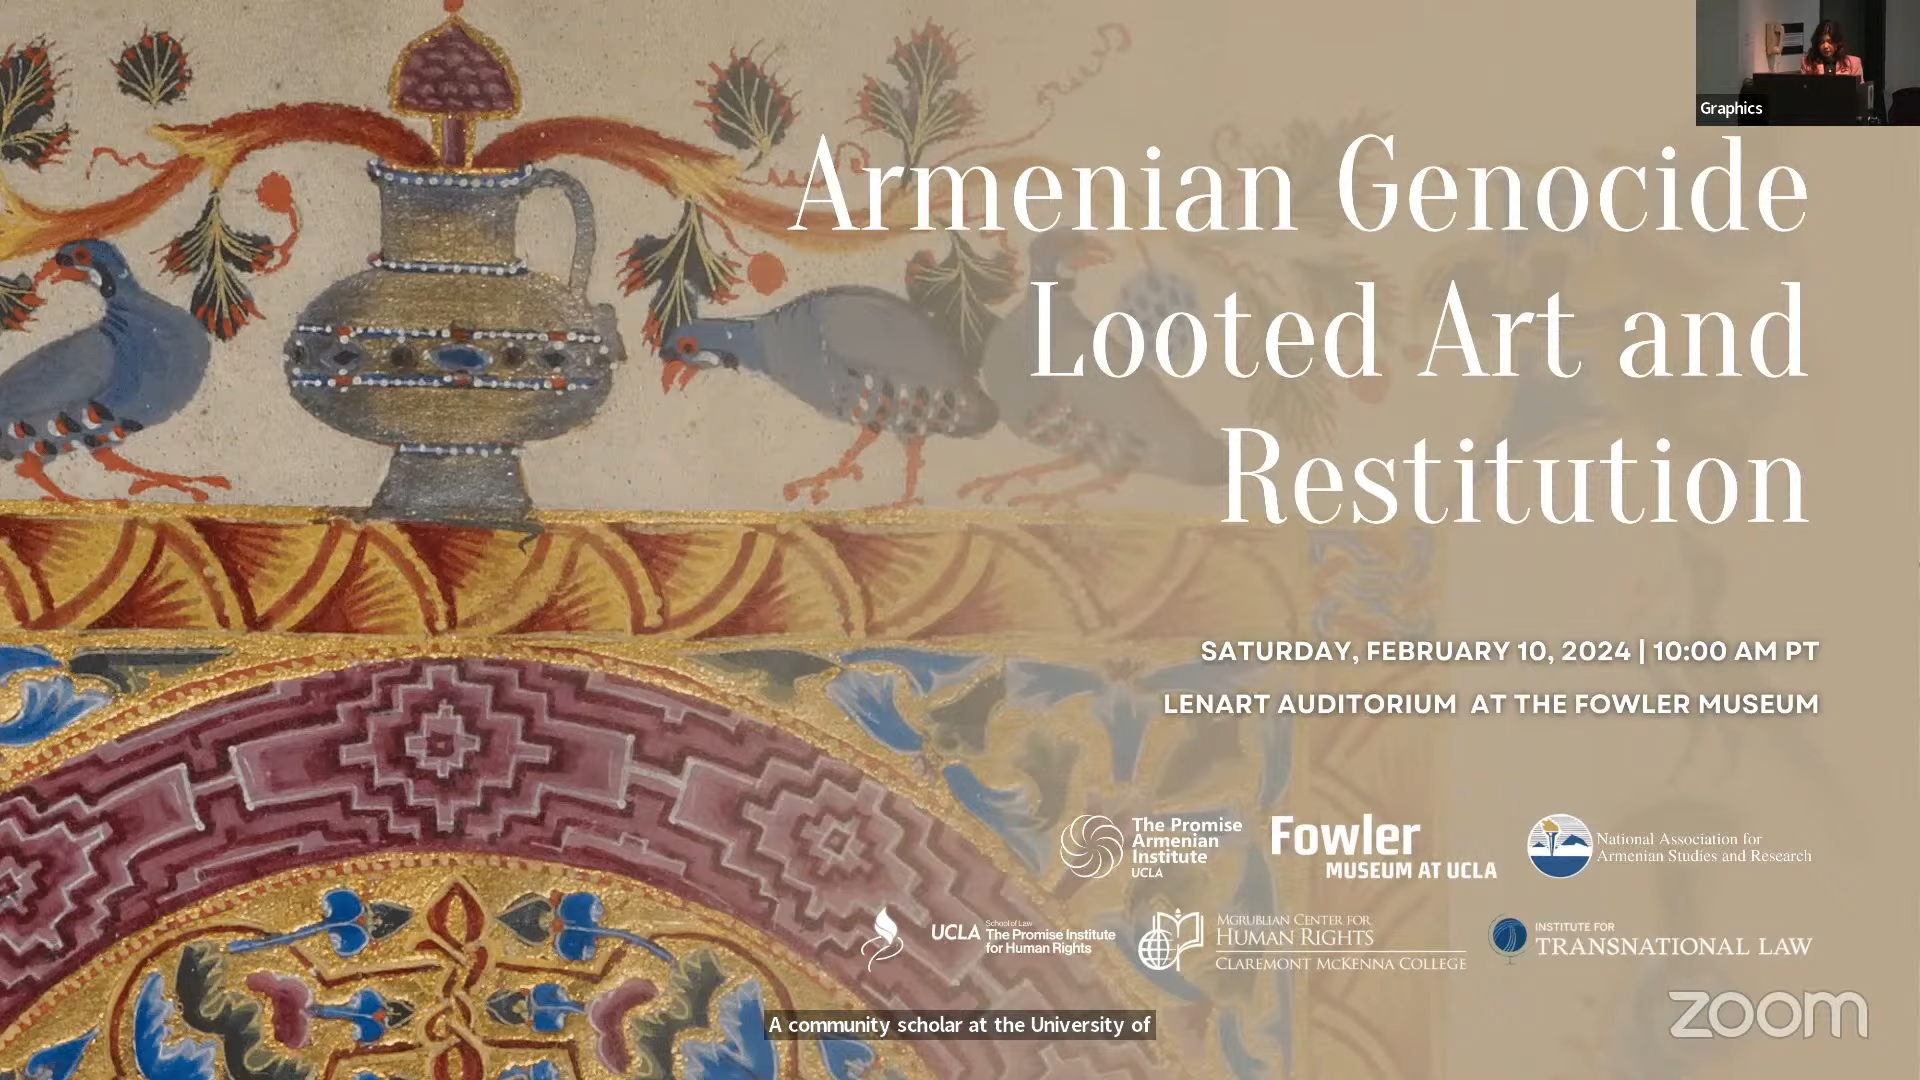 Graphics
Armenian Genocide
Looted Art and
Restitution
SATURDAY, FEBRUARY 10, 2024 | 10:00 AM PT
LENART AUDITORIUM AT THE FOWLER MUSEUM
The Promise
Armenian
Institute
UCLA
Fowler
MUSEUM AT UCLA
National Association for
Armenian Studies and Research
UCLA School of Law
The Promise Institute
for Human Rights
MGRUBLIAN CENTER FOR
HUMAN RIGHTS
CLAREMONT MCKENNA COLLEGE
INSTITUTE FOR
TRANSNATIONAL LAW
zoom
A community scholar at the University of